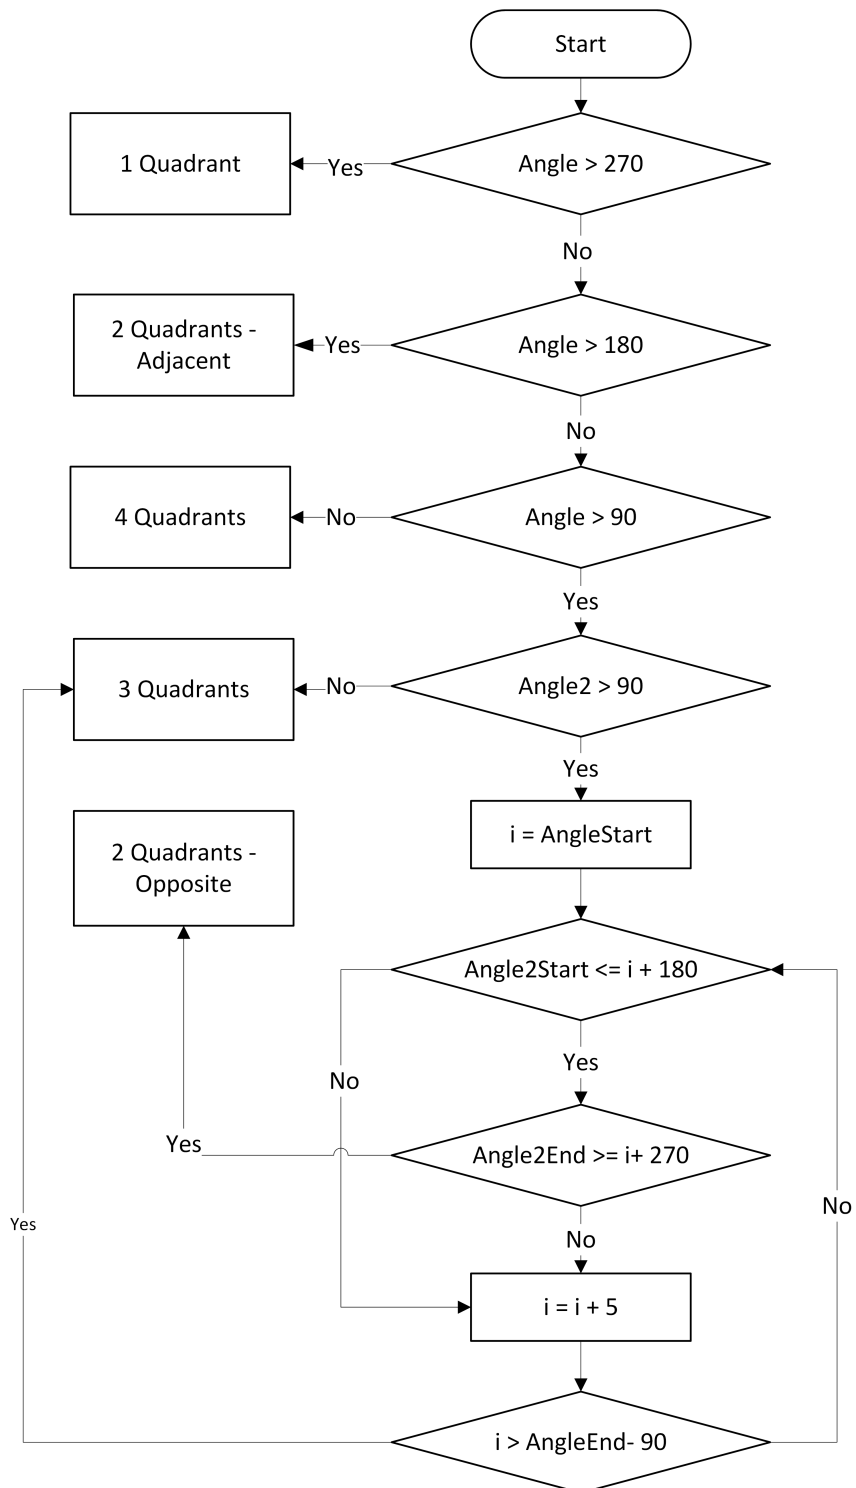 Start
Angle > 270
Yes
1 Quadrant
No
Angle > 180
Yes
2 Quadrants -
Adjacent
No
Angle > 90
No
4 Quadrants
Yes
Angle2 > 90
No
3 Quadrants
Yes
i = AngleStart
2 Quadrants -
Opposite
Angle2Start <= i + 180
Yes
No
Angle2End >= i+ 270
Yes
No
Yes
No
i = i + 5
i > AngleEnd- 90